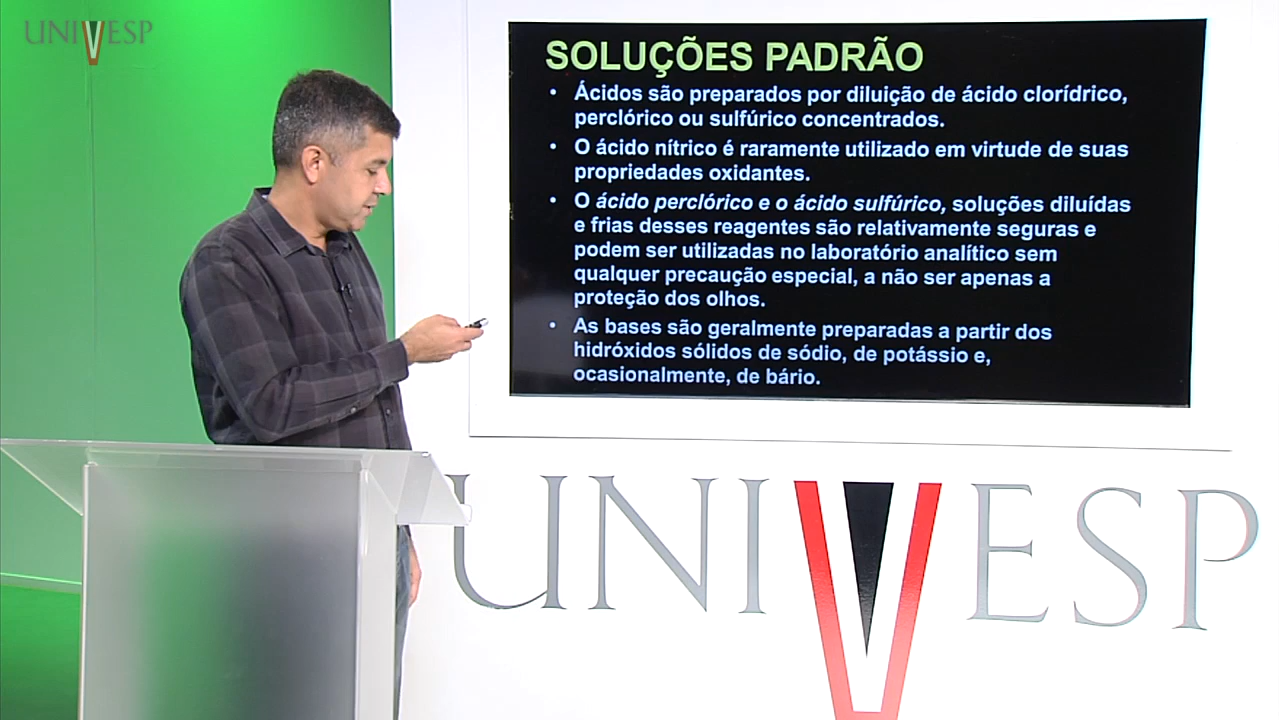 UNIVESP
SOLUÇÕES PADRÃO
• Ácidos são preparados por diluição de ácido clorídrico,
perclórico ou sulfúrico concentrados.
• O ácido nítrico é raramente utilizado em virtude de suas
propriedades oxidantes.
• O ácido perclórico e o ácido sulfúrico, soluções diluídas
e frias desses reagentes são relativamente seguras e
podem ser utilizadas no laboratório analítico sem
qualquer precaução especial, a não ser apenas a
proteção dos olhos.
• As bases são geralmente preparadas a partir dos
hidróxidos sólidos de sódio, de potássio e,
ocasionalmente, de bário.
UNIVESP